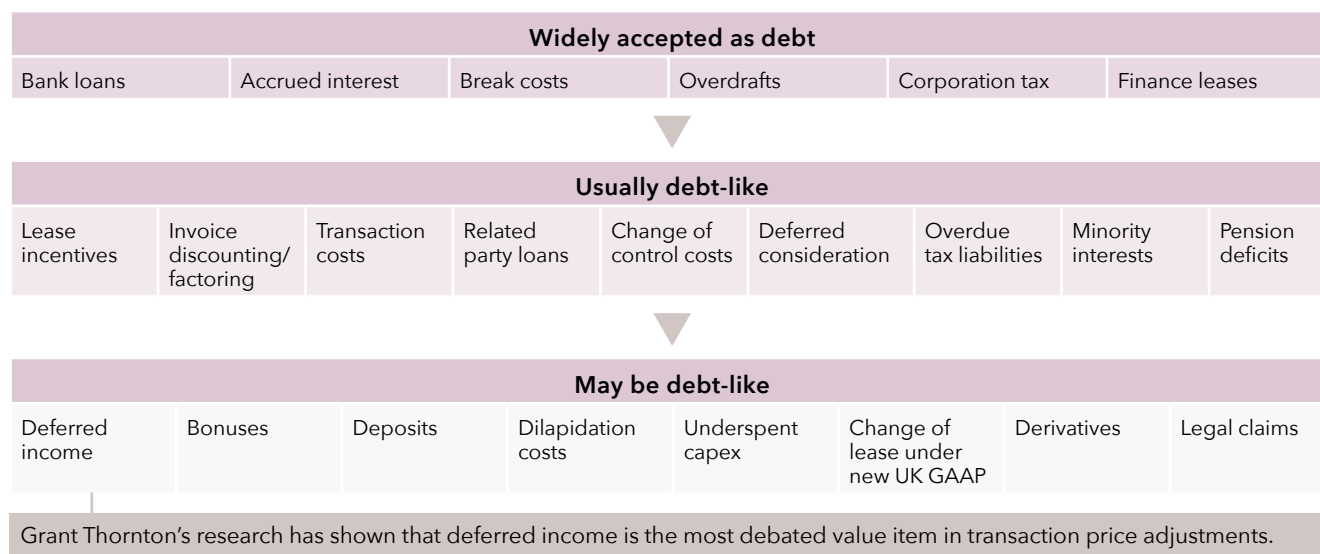 Widely accepted as debt
Bank loans
Accrued interest
Break costs
Overdrafts
Corporation tax
Finance leases
Usually debt-like
Lease
incentives
Invoice
discounting/
factoring
Transaction
costs
Related
party loans
Change of
control costs
Deferred
consideration
Overdue
tax liabilities
Minority
interests
Pension
deficits
May be debt-like
Deferred
income
Bonuses
Deposits
Dilapidation
costs
Underspent
capex
Change of
lease under
new UK GAAP
Derivatives
Legal claims
Grant Thornton’s research has shown that deferred income is the most debated value item in transaction price adjustments.